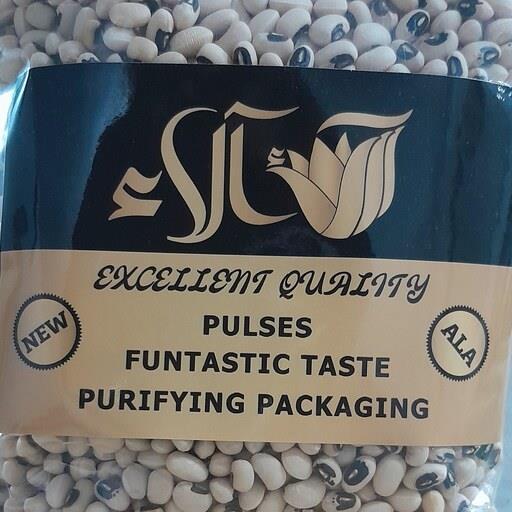 آلاء
EXCELLENT QUALITY
PULSES
FUNTASTIC TASTE
PURIFYING PACKAGING
NEW
ALA